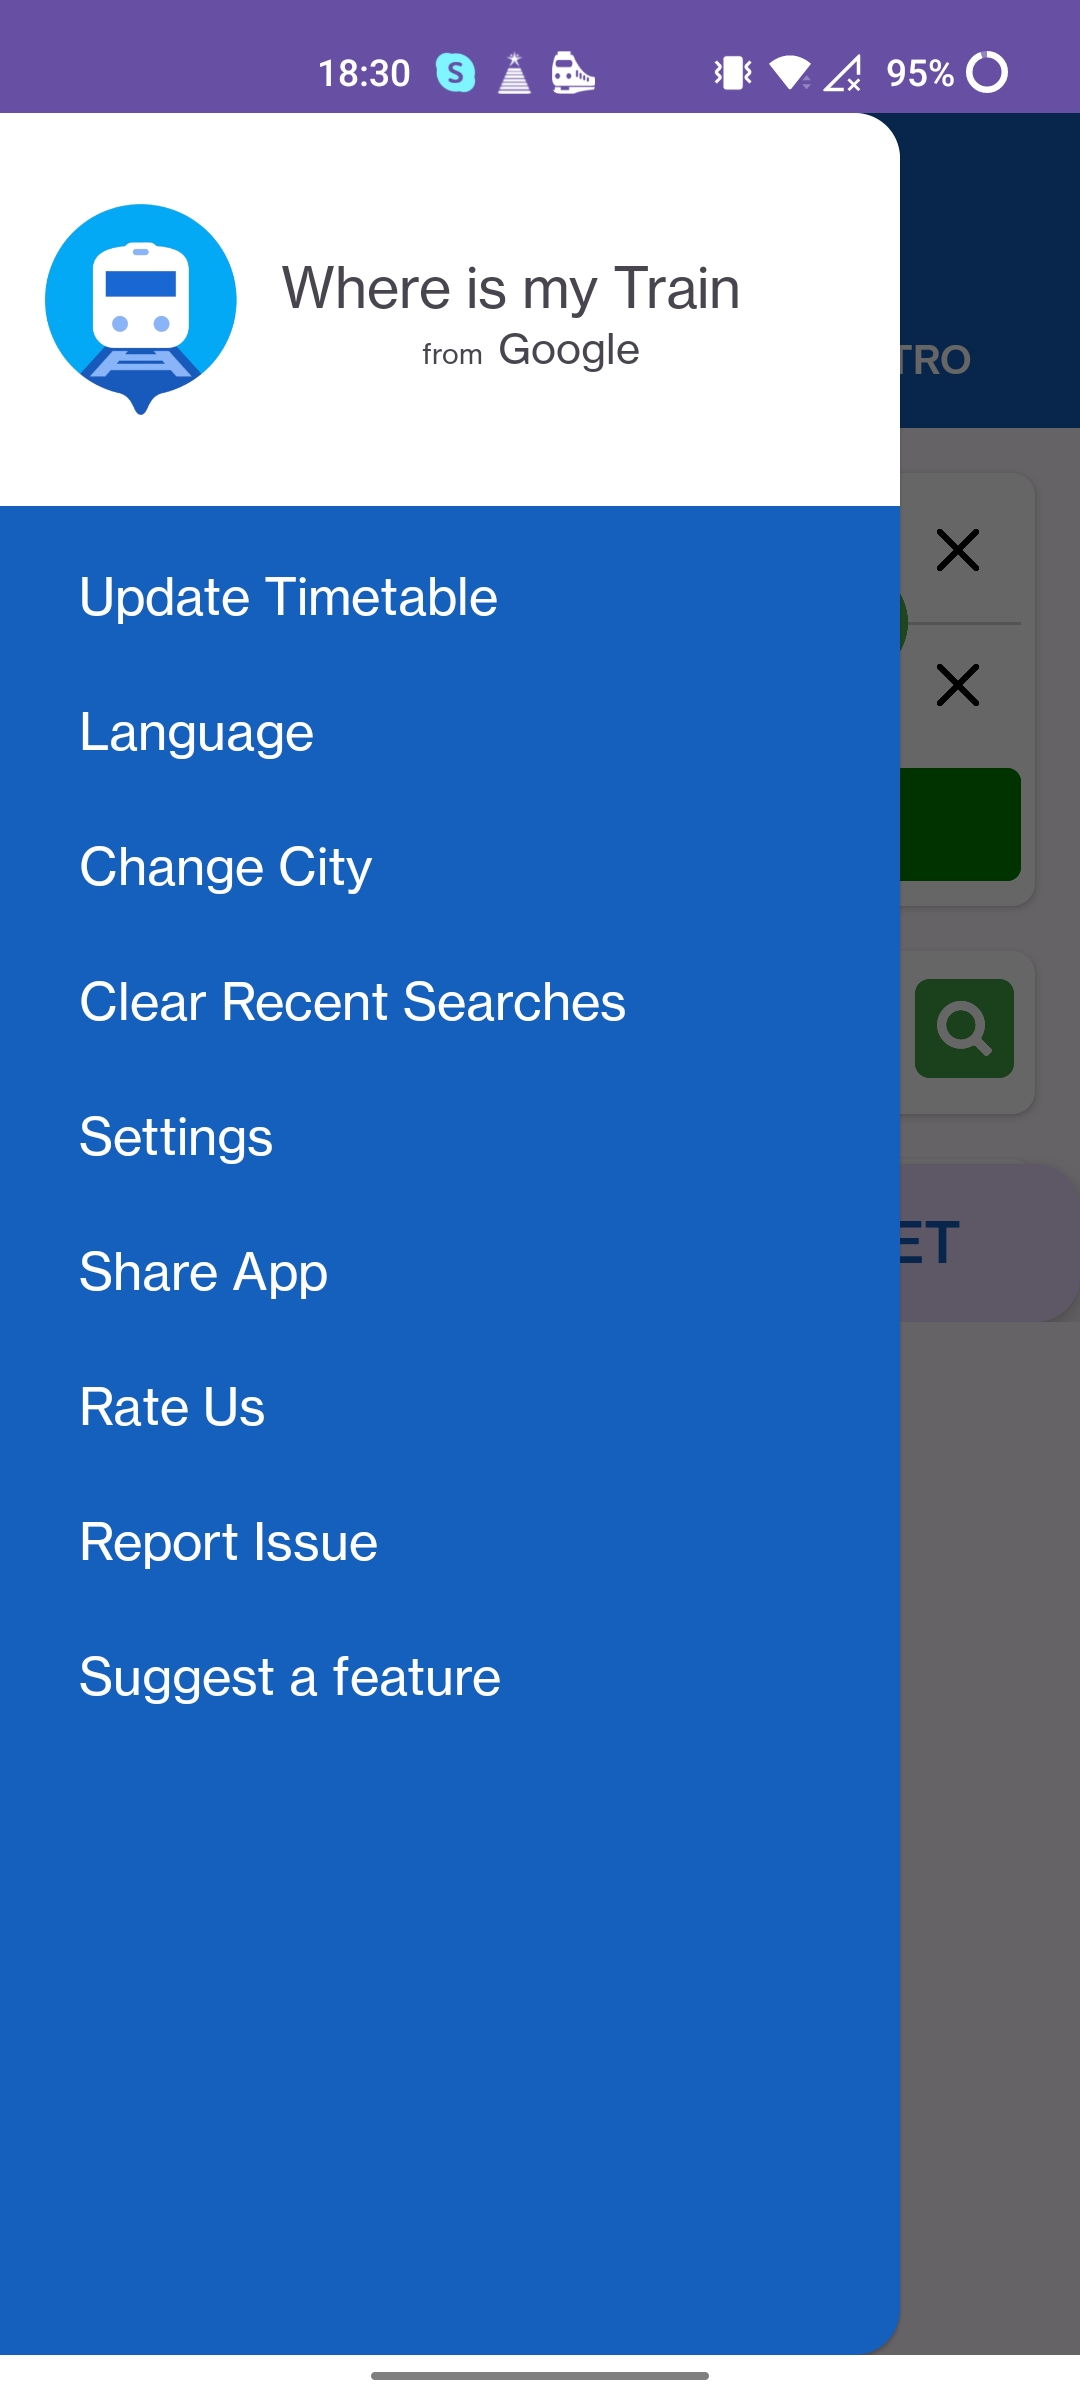 18:30 S 95%
Where is my Train
from Google
TRO
Update Timetable
Language
Change City
Clear Recent Searches
Settings
ET
Share App
Rate Us
Report Issue
Suggest a feature